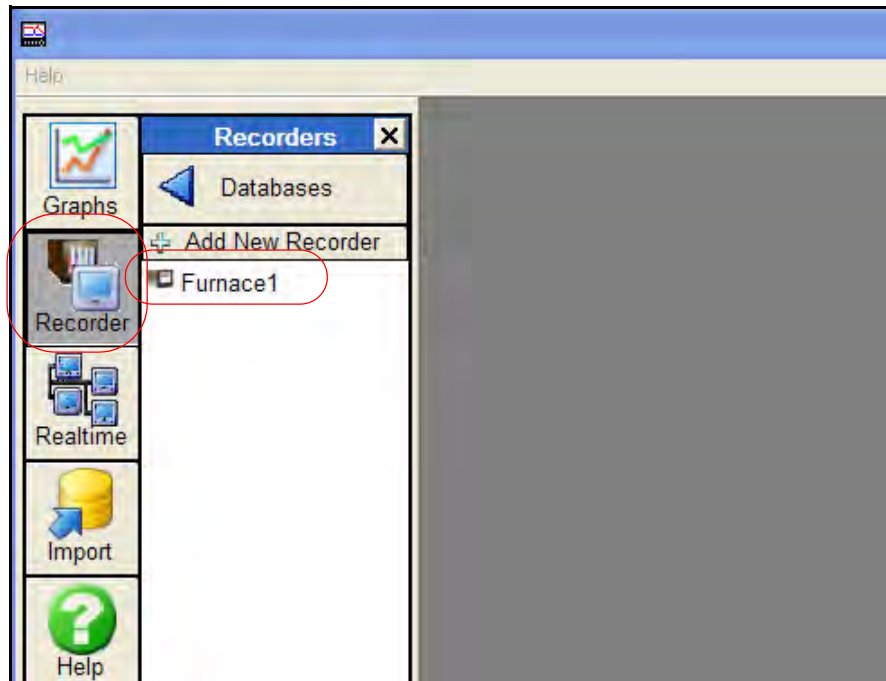 Help
Graphs
Recorder
Realtime
Import
Help
Recorders
Databases
Add New Recorder
Furnace1